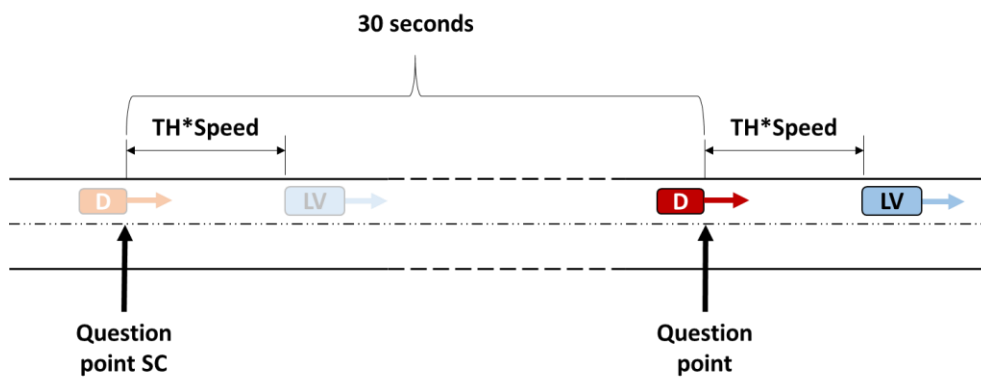 30 seconds
TH*Speed
TH*Speed
D
LV
D
LV
Question
point SC
Question
point